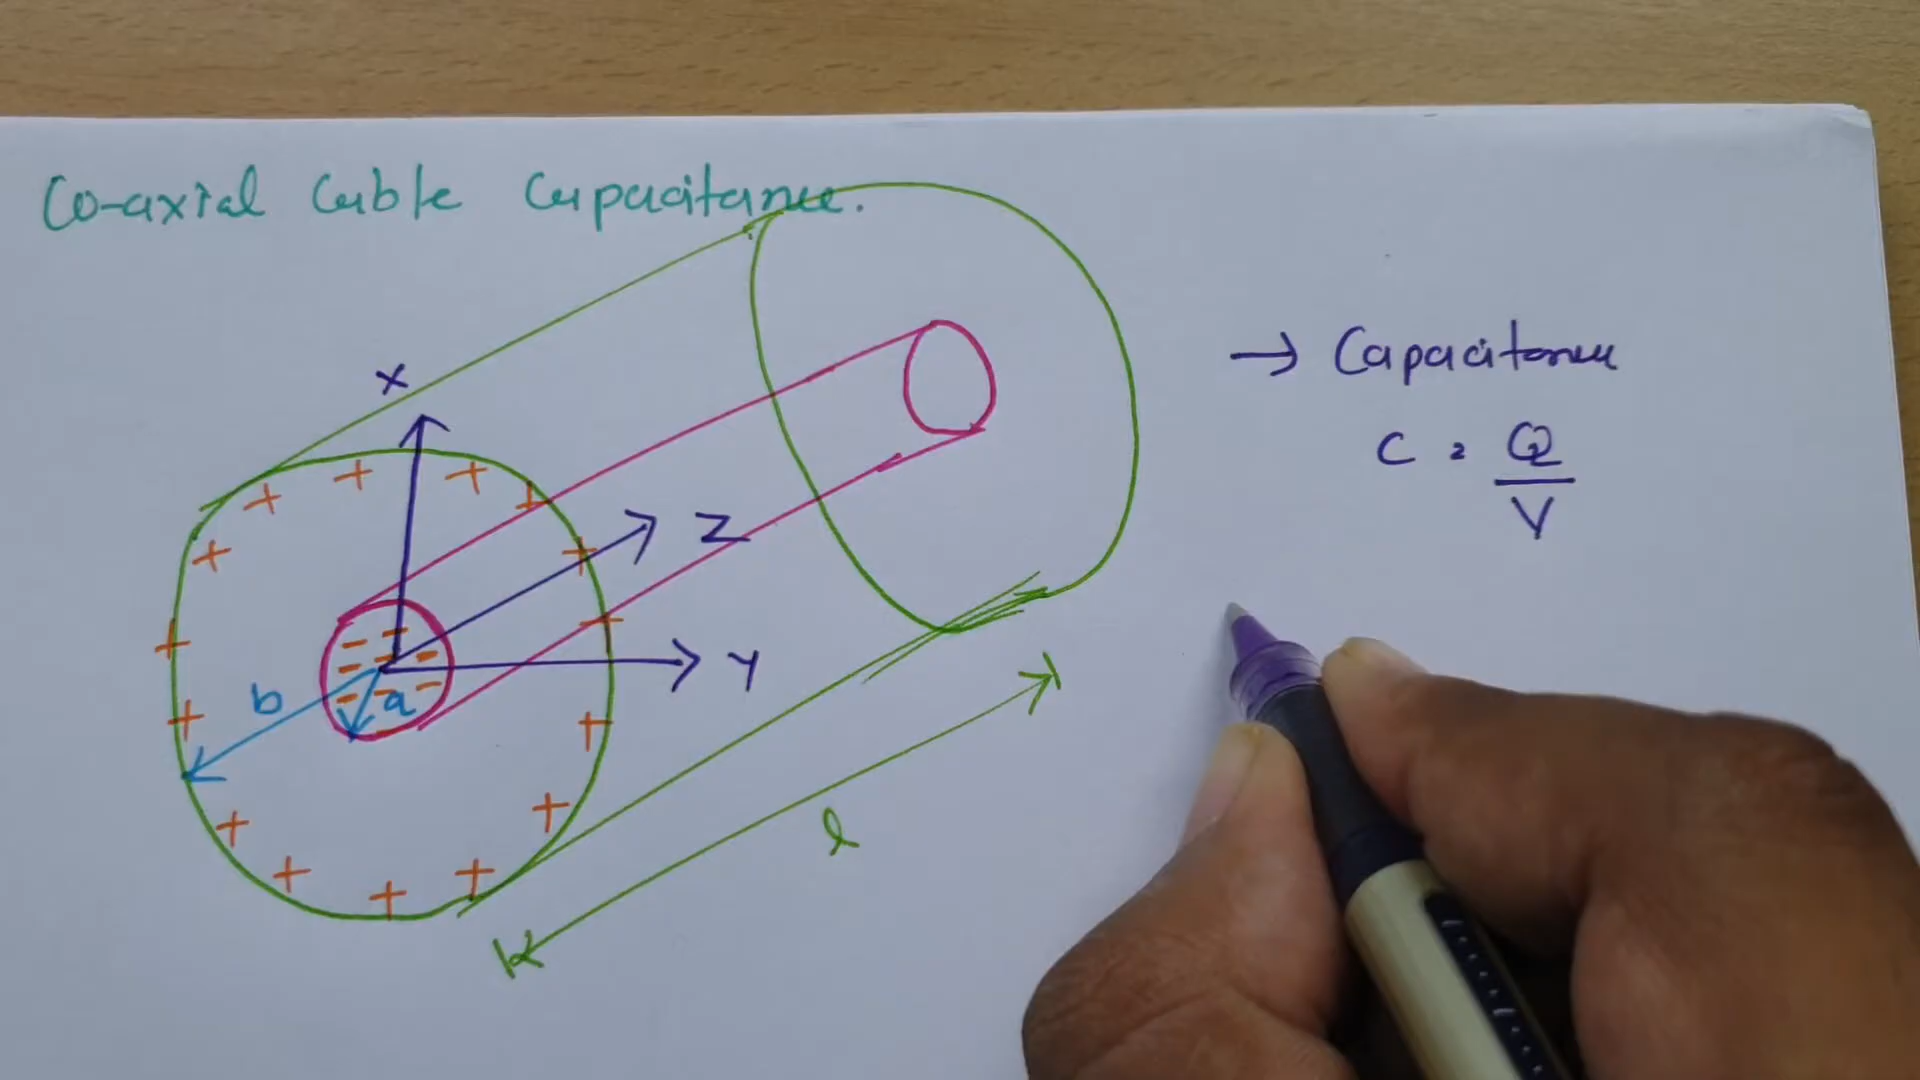 Co-axial Cable Capacitance.
→ Capacitance
C = Q/V
X
Z
Y
b
a
l